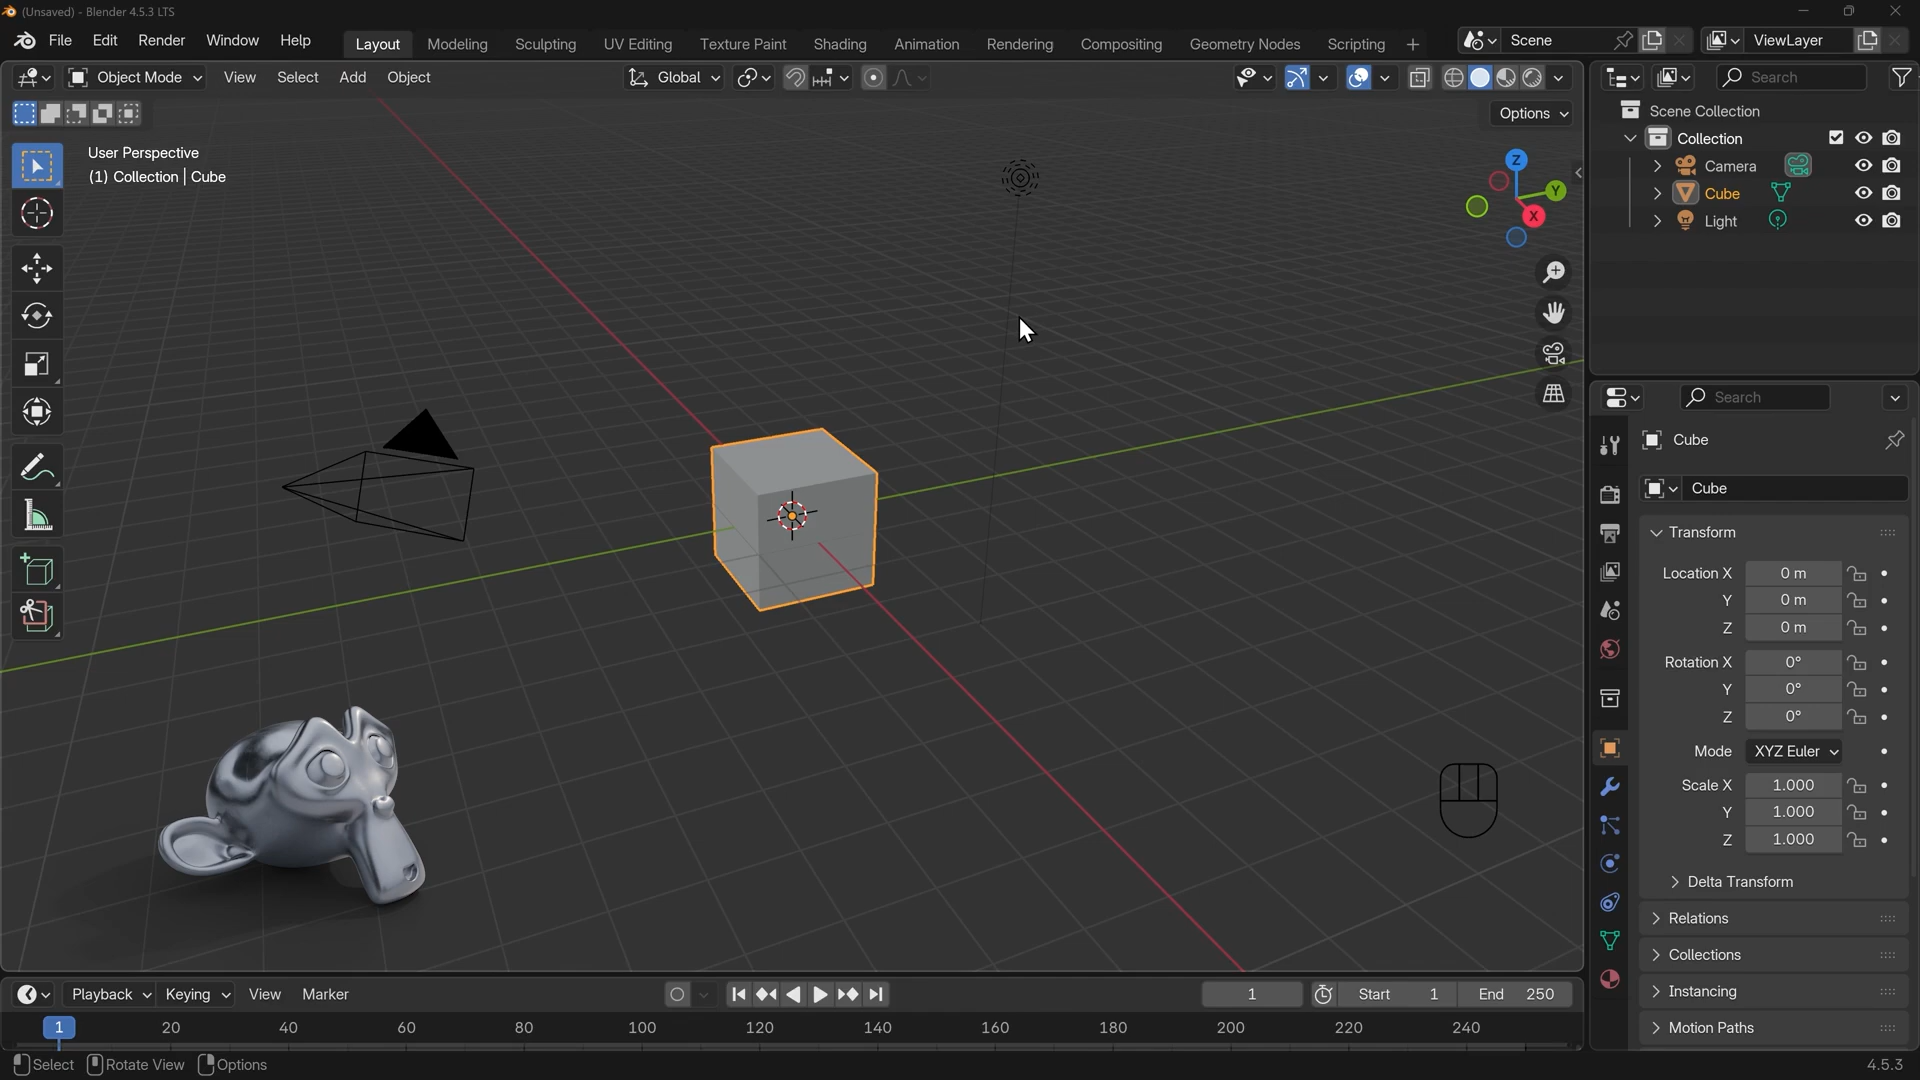 (Unsaved) - Blender 4.5.3 LTS
File Edit Render Window Help Layout Modeling Sculpting UV Editing Texture Paint Shading Animation Rendering Compositing Geometry Nodes Scripting + Scene ViewLayer
Object Mode View Select Add Object Global Search
Options
User Perspective
(1) Collection | Cube
Z
Y
X
Scene Collection
Collection
Camera
Cube
Light
Search
Cube
Cube
Transform
Location X 0 m
Y 0 m
Z 0 m
Rotation X 0°
Y 0°
Z 0°
Mode XYZ Euler
Scale X 1.000
Y 1.000
Z 1.000
Delta Transform
Relations
Collections
Instancing
Motion Paths
Playback Keying View Marker 1 Start 1 End 250
1 20 40 60 80 100 120 140 160 180 200 220 240
Select Rotate View Options 4.5.3